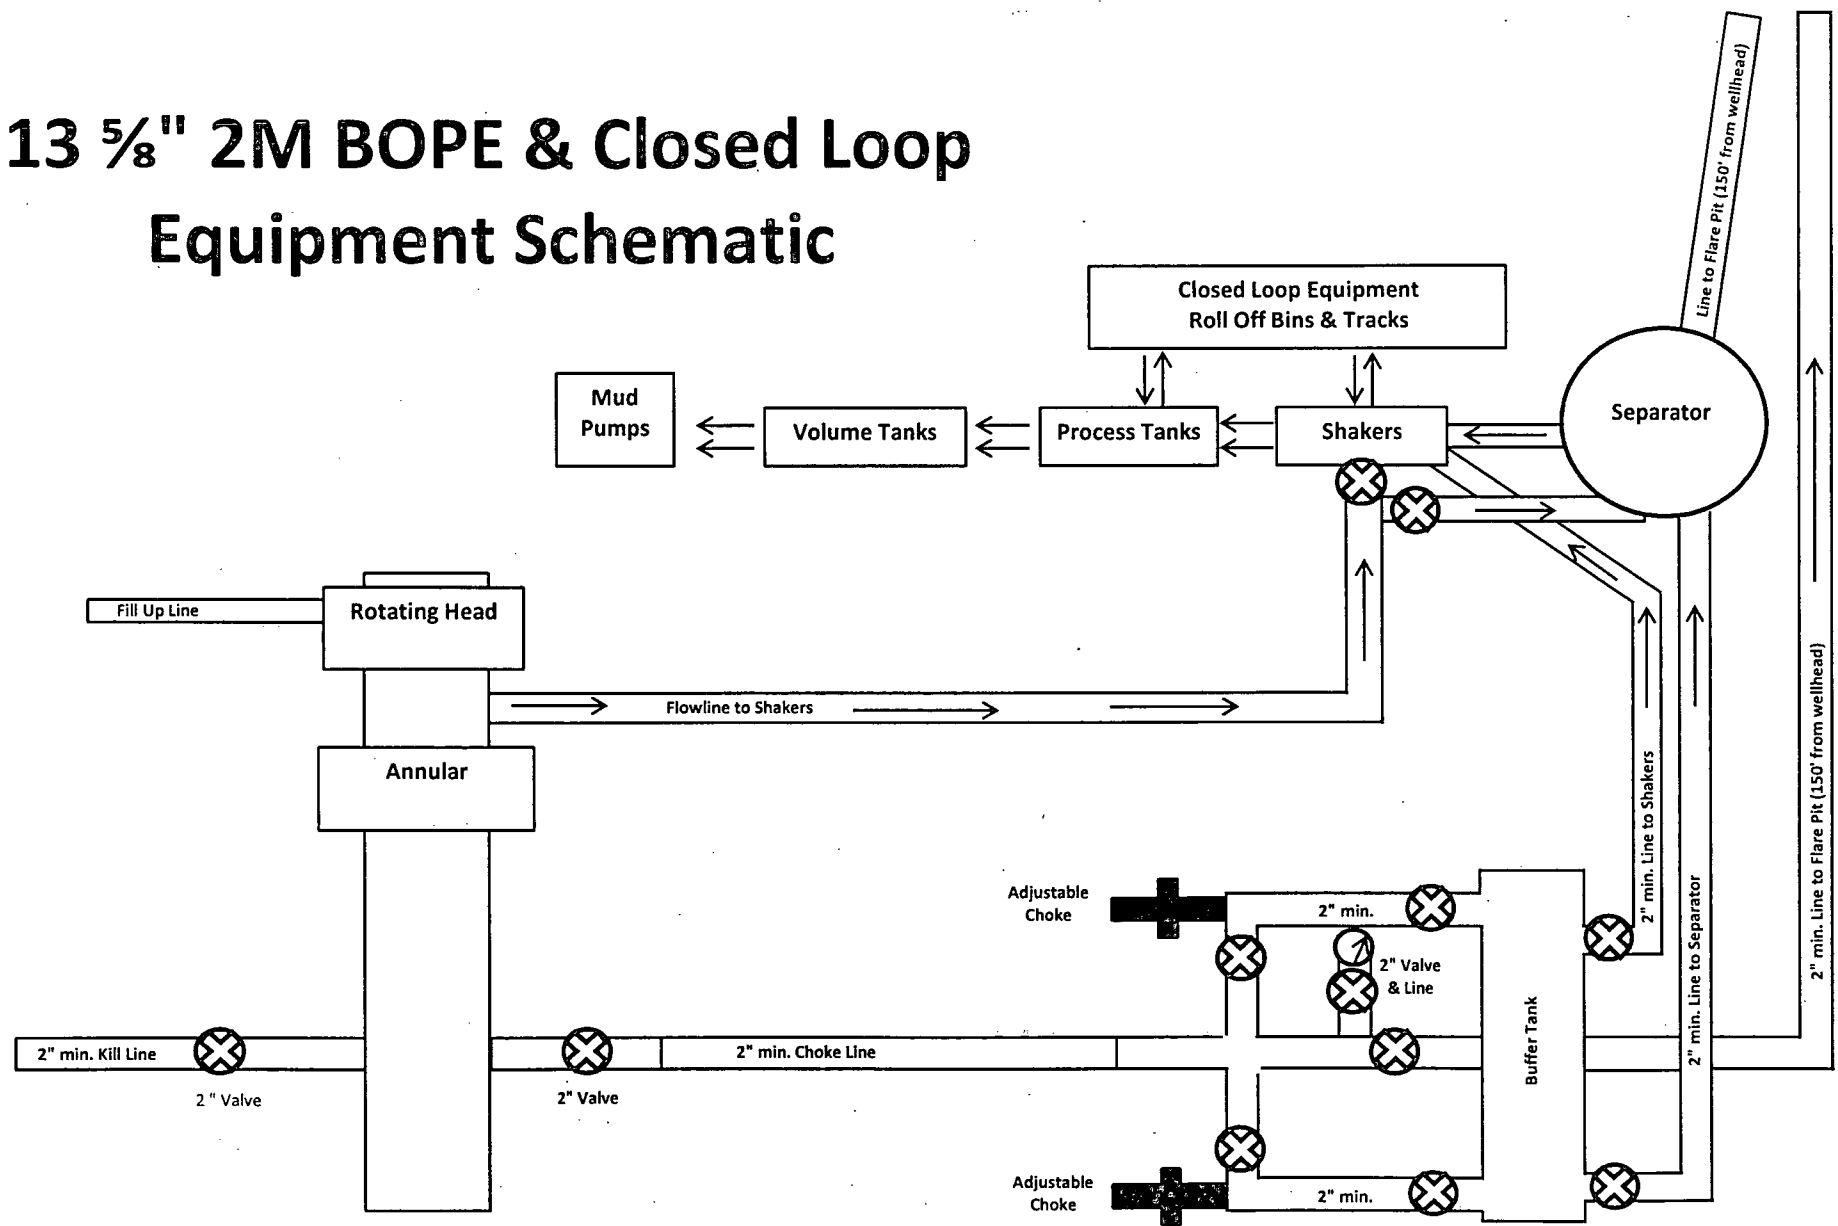 13 ⅝" 2M BOPE & Closed Loop
Equipment Schematic
Line to Flare Pit (150' from wellhead)
Closed Loop Equipment
Roll Off Bins & Tracks
Mud
Pumps
Volume Tanks
Process Tanks
Shakers
Separator
Fill Up Line
Rotating Head
Flowline to Shakers
Annular
2" min. Line to Shakers
2" min. Line to Separator
2" min. Line to Flare Pit (150' from wellhead)
Adjustable
Choke
2" min.
2" Valve
& Line
Buffer Tank
2" min. Kill Line
2" min. Choke Line
2 " Valve
2" Valve
Adjustable
Choke
2" min.